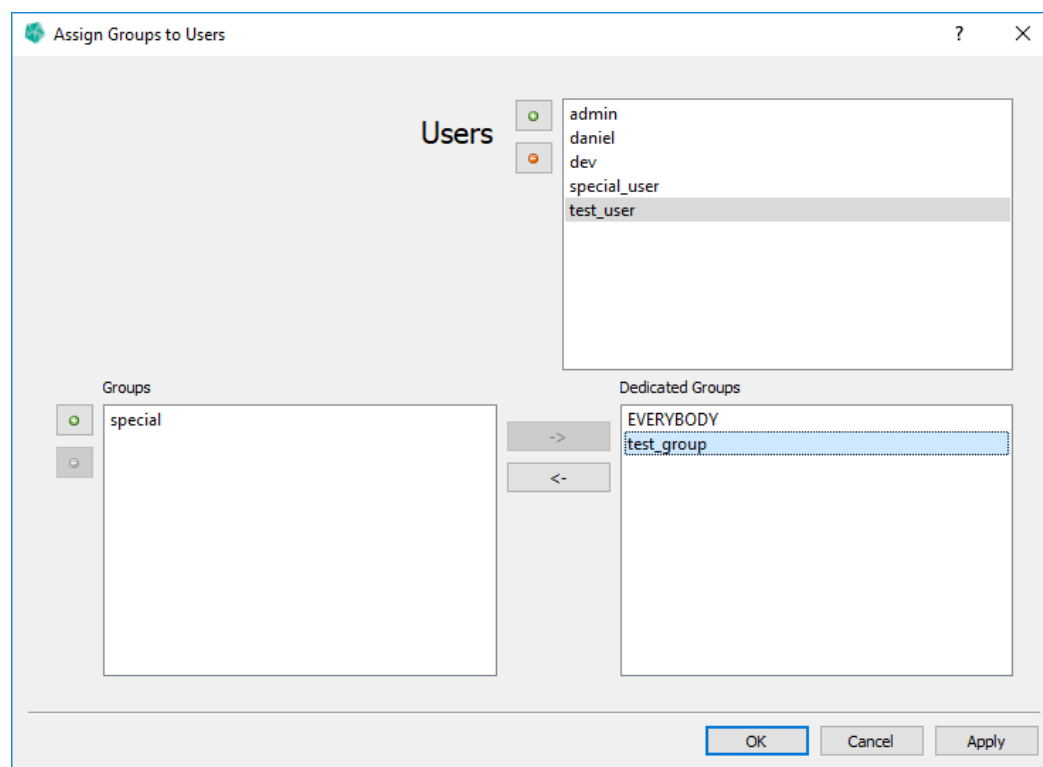 Assign Groups to Users
?
Users
admin
daniel
dev
special_user
test_user
Groups
special
->
<-
Dedicated Groups
EVERYBODY
test_group
OK
Cancel
Apply